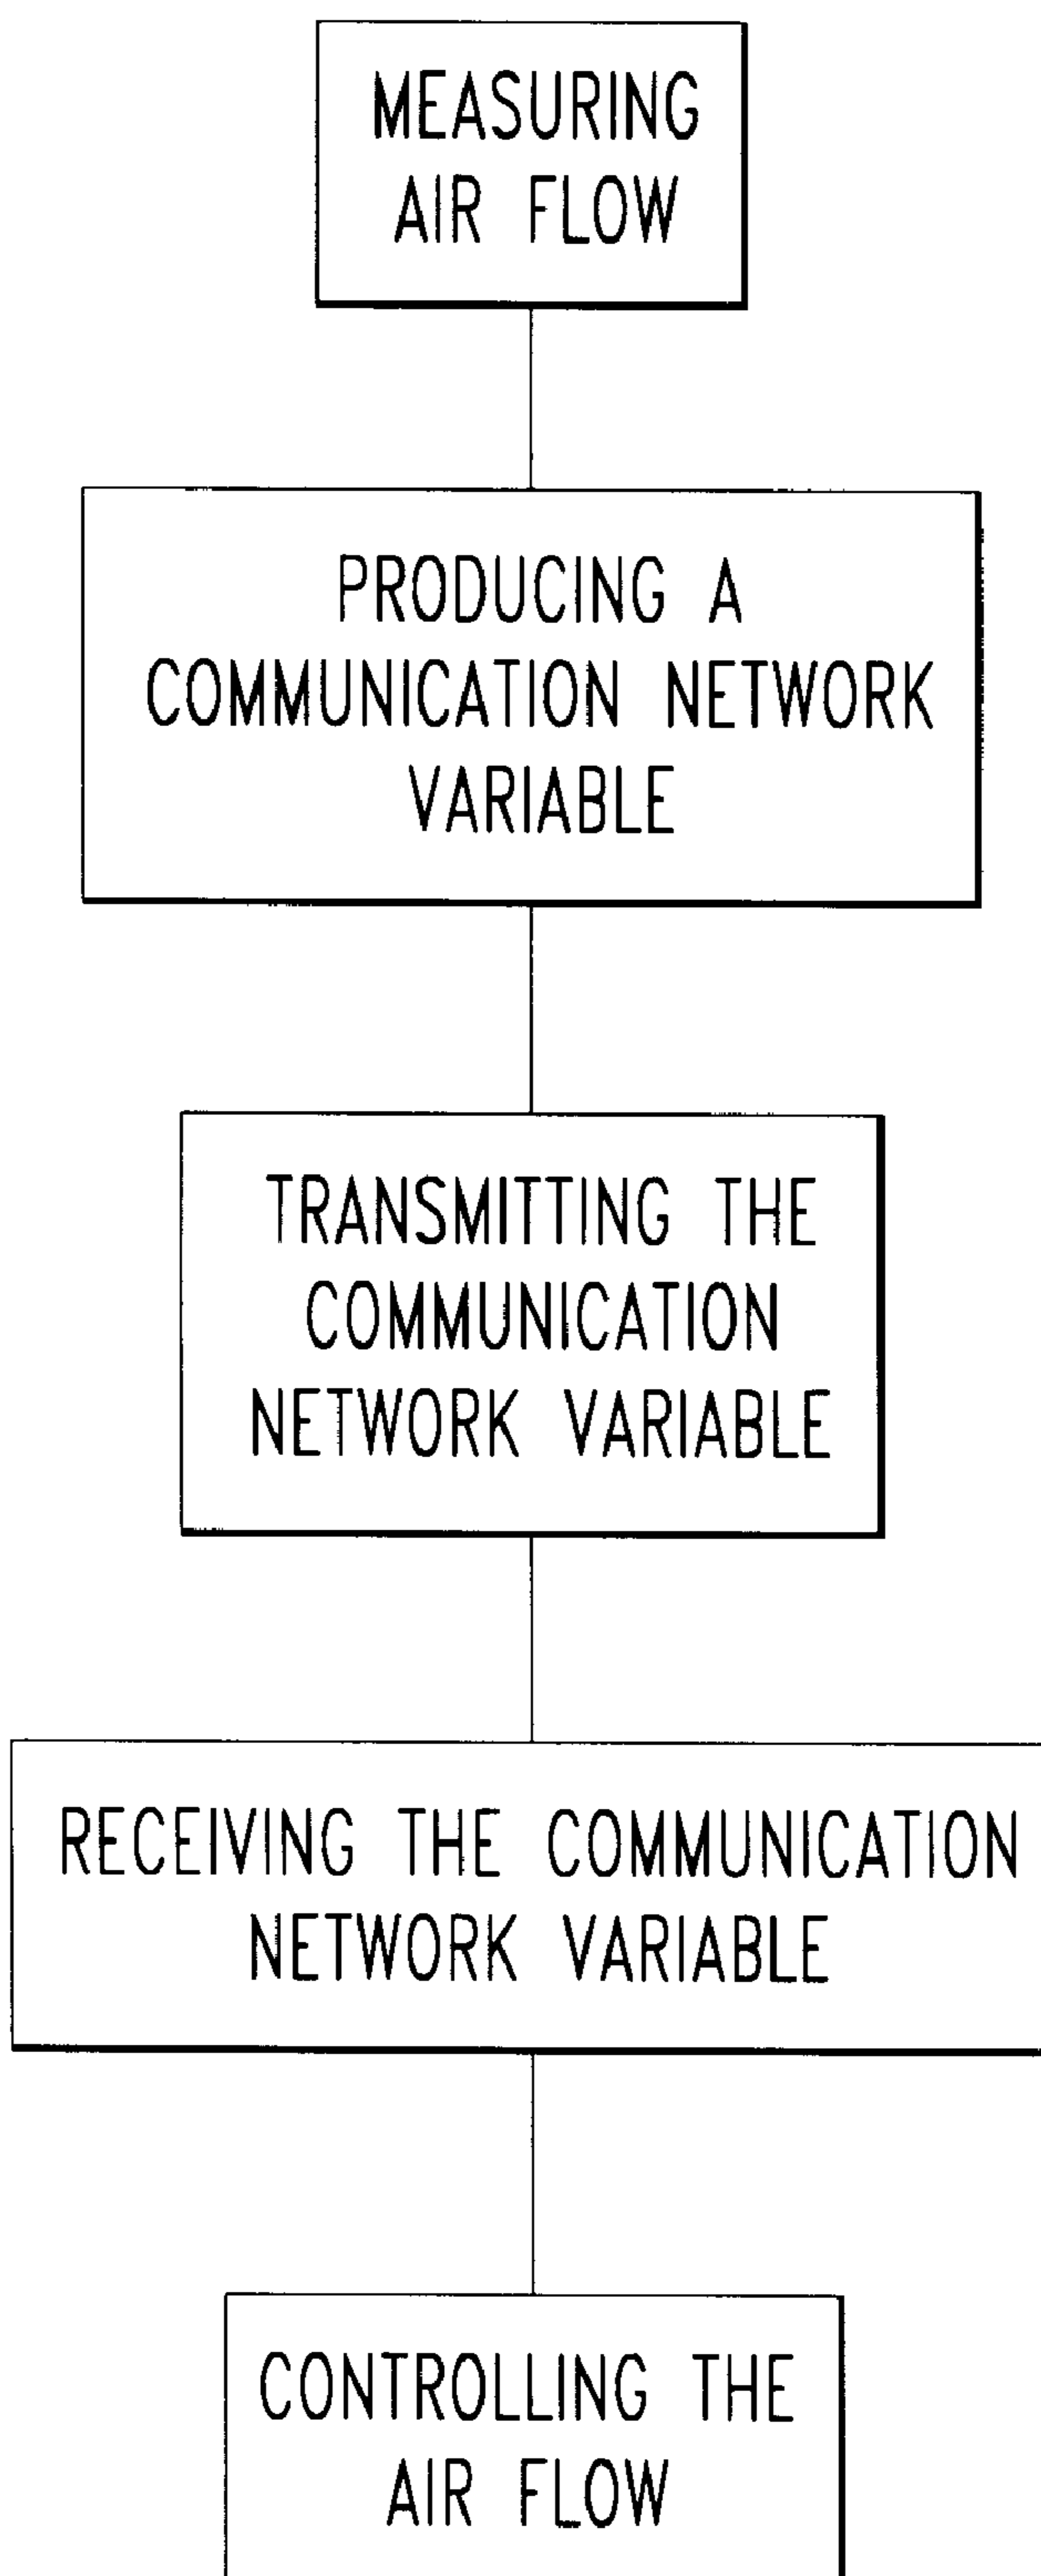 MEASURING
AIR FLOW
PRODUCING A
COMMUNICATION NETWORK
VARIABLE
TRANSMITTING THE
COMMUNICATION
NETWORK VARIABLE
RECEIVING THE COMMUNICATION
NETWORK VARIABLE
CONTROLLING THE
AIR FLOW